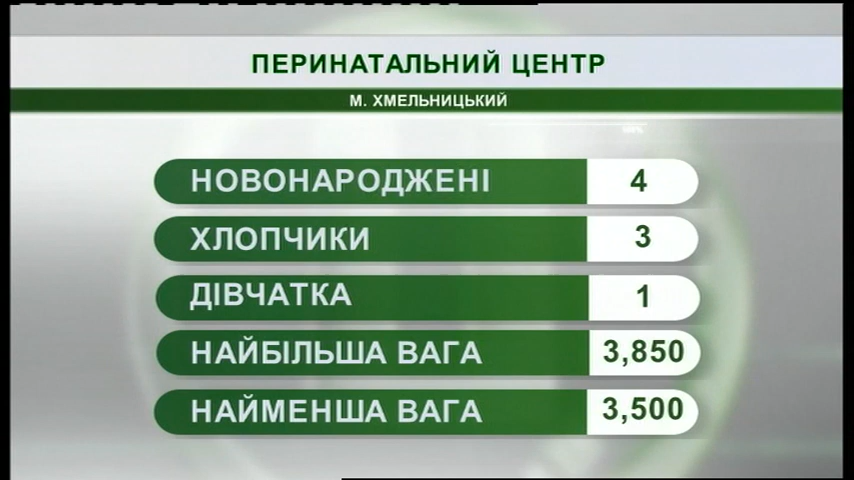 ПЕРИНАТАЛЬНИЙ ЦЕНТР
М. ХМЕЛЬНИЦЬКИЙ
НОВОНАРОДЖЕНІ 4
ХЛОПЧИКИ 3
ДІВЧАТКА 1
НАЙБІЛЬША ВАГА 3,850
НАЙМЕНША ВАГА 3,500